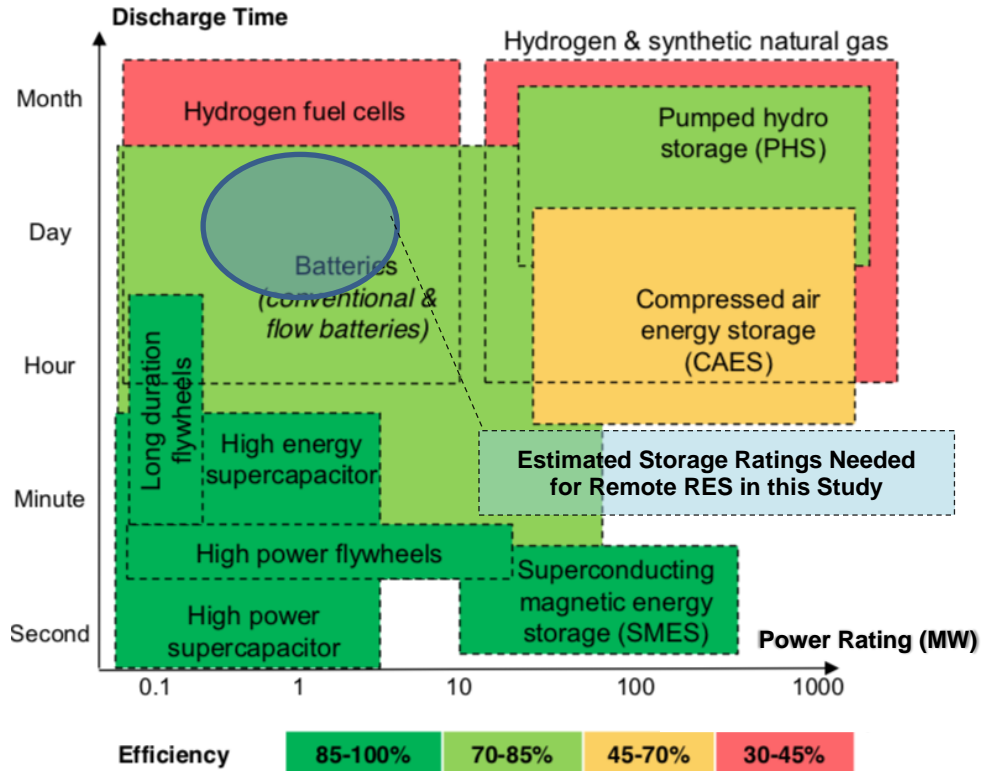 Discharge Time
Hydrogen & synthetic natural gas
Month
Hydrogen fuel cells
Pumped hydro
storage (PHS)
Day
Batteries
(conventional &
flow batteries)
Compressed air
energy storage
(CAES)
Hour
Long duration
flywheels
High energy
supercapacitor
Estimated Storage Ratings Needed
for Remote RES in this Study
Minute
High power flywheels
Superconducting
magnetic energy
storage (SMES)
High power
supercapacitor
Second
Power Rating (MW)
0.1 1 10 100 1000
Efficiency 85-100% 70-85% 45-70% 30-45%